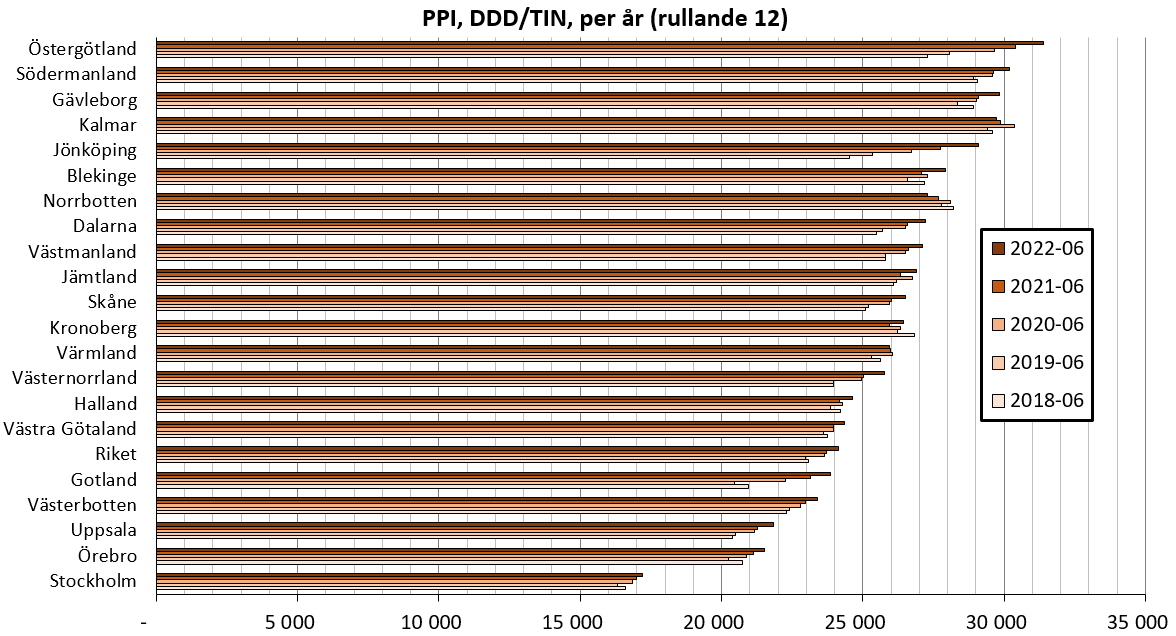 PPI, DDD/TIN, per år (rullande 12)
Östergötland
Södermanland
Gävleborg
Kalmar
Jönköping
Blekinge
Norrbotten
Dalarna
Västmanland
Jämtland
Skåne
Kronoberg
Värmland
Västernorrland
Halland
Västra Götaland
Riket
Gotland
Västerbotten
Uppsala
Örebro
Stockholm
2022-06
2021-06
2020-06
2019-06
2018-06
- 5 000 10 000 15 000 20 000 25 000 30 000 35 000